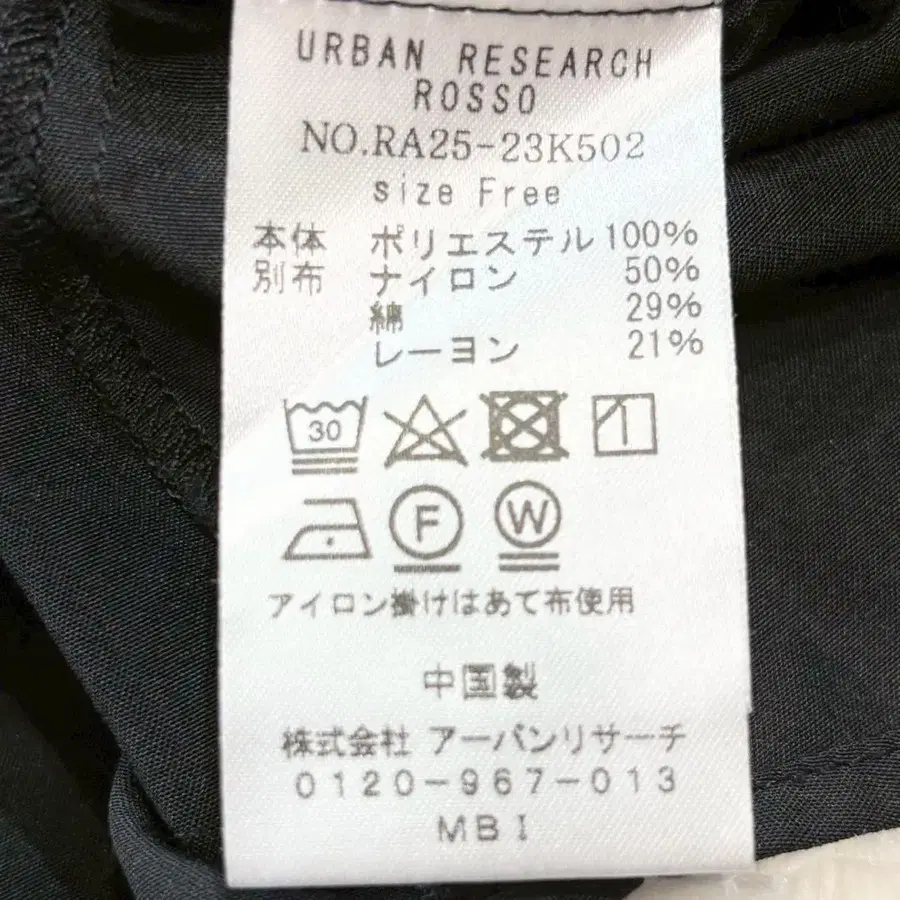 URBAN RESEARCH
ROSSO
NO.RA25-23K502
size Free
本体 ポリエステル 100%
別布 ナイロン 50%
綿 29%
レーヨン 21%
30
F W
アイロン掛けはあて布使用
中国製
株式会社 アーバンリサーチ
0120-967-013
MBI